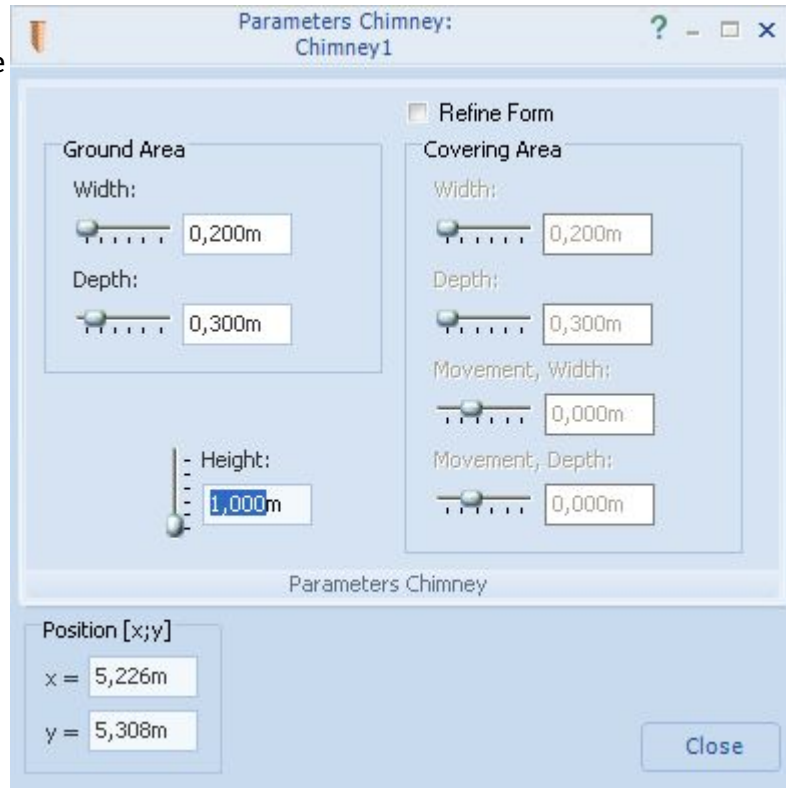 Parameters Chimney:
Chimney1
?
e
Refine Form
Ground Area
Width:
0,200m
Depth:
0,300m
Height:
1,000m
Covering Area
Width:
0,200m
Depth:
0,300m
Movement, Width:
0,000m
Movement, Depth:
0,000m
Parameters Chimney
Position [x;y]
x = 5,226m
y = 5,308m
Close